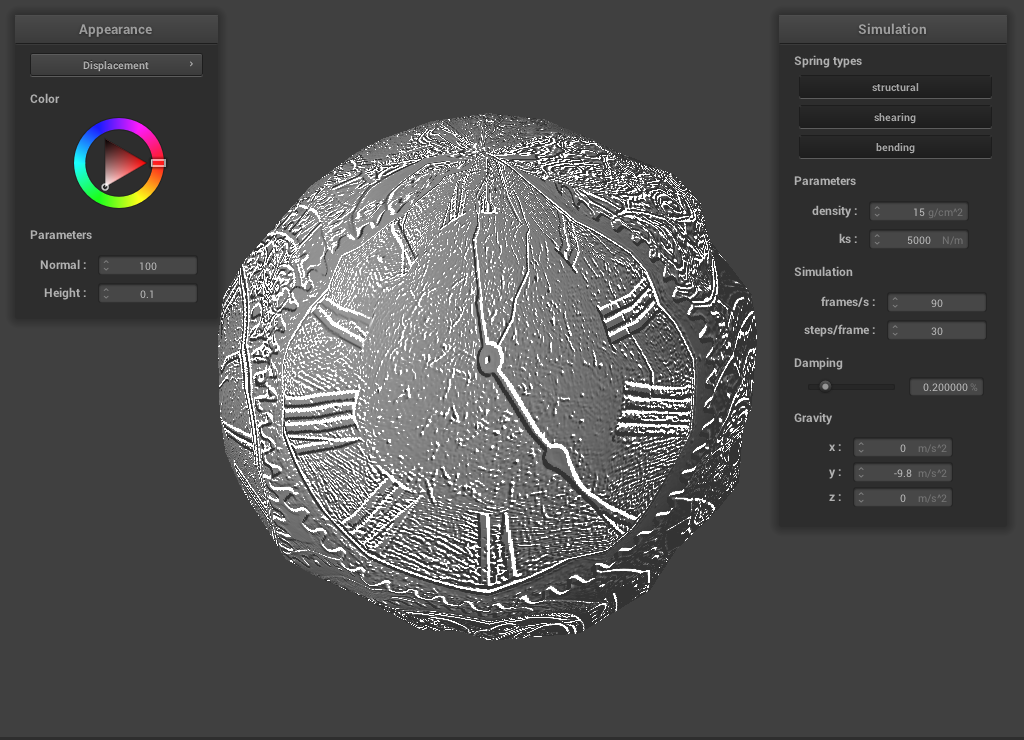 Appearance
Displacement
Color
Parameters
Normal : 100
Height : 0.1
Simulation
Spring types
structural
shearing
bending
Parameters
density : 15 g/cm^2
ks : 5000 N/m
Simulation
frames/s : 90
steps/frame : 30
Damping
0.200000 %
Gravity
x : 0 m/s^2
y : -9.8 m/s^2
z : 0 m/s^2